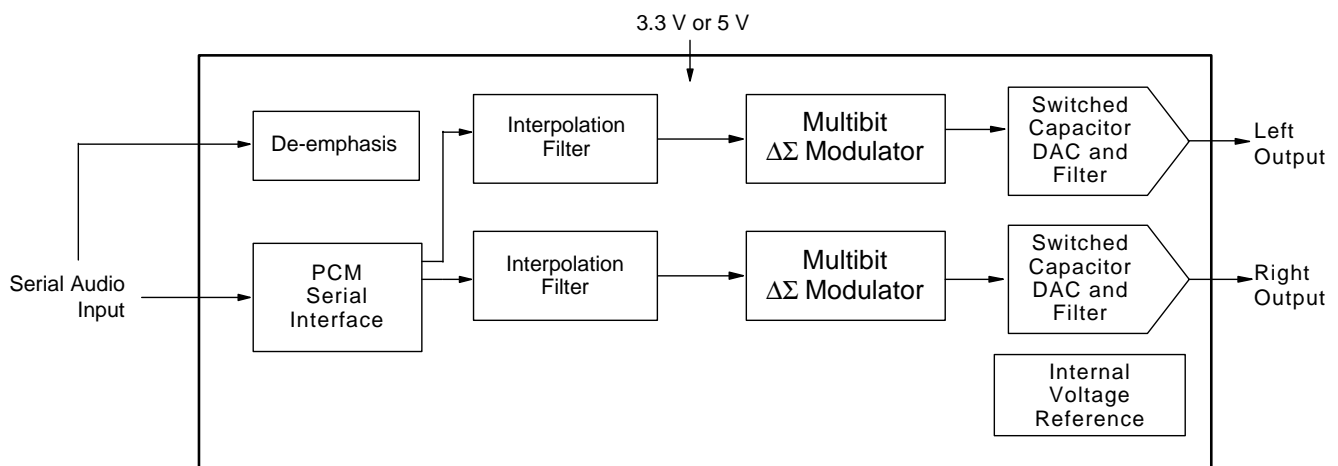 3.3 V or 5 V
De-emphasis
Interpolation
Filter
Multibit
ΔΣ Modulator
Switched
Capacitor
DAC and
Filter
Left
Output
Serial Audio
Input
PCM
Serial
Interface
Interpolation
Filter
Multibit
ΔΣ Modulator
Switched
Capacitor
DAC and
Filter
Right
Output
Internal
Voltage
Reference